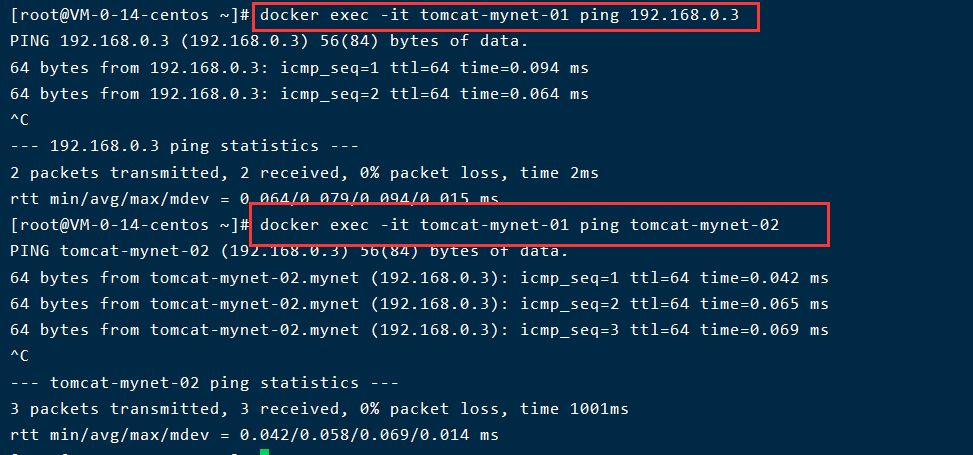 [root@VM-0-14-centos ~]# docker exec -it tomcat-mynet-01 ping 192.168.0.3
PING 192.168.0.3 (192.168.0.3) 56(84) bytes of data.
64 bytes from 192.168.0.3: icmp_seq=1 ttl=64 time=0.094 ms
64 bytes from 192.168.0.3: icmp_seq=2 ttl=64 time=0.064 ms
^C
--- 192.168.0.3 ping statistics ---
2 packets transmitted, 2 received, 0% packet loss, time 2ms
rtt min/avg/max/mdev = 0.064/0.079/0.094/0.015 ms
[root@VM-0-14-centos ~]# docker exec -it tomcat-mynet-01 ping tomcat-mynet-02
PING tomcat-mynet-02 (192.168.0.3) 56(84) bytes of data.
64 bytes from tomcat-mynet-02.mynet (192.168.0.3): icmp_seq=1 ttl=64 time=0.042 ms
64 bytes from tomcat-mynet-02.mynet (192.168.0.3): icmp_seq=2 ttl=64 time=0.065 ms
64 bytes from tomcat-mynet-02.mynet (192.168.0.3): icmp_seq=3 ttl=64 time=0.069 ms
^C
--- tomcat-mynet-02 ping statistics ---
3 packets transmitted, 3 received, 0% packet loss, time 1001ms
rtt min/avg/max/mdev = 0.042/0.058/0.069/0.014 ms